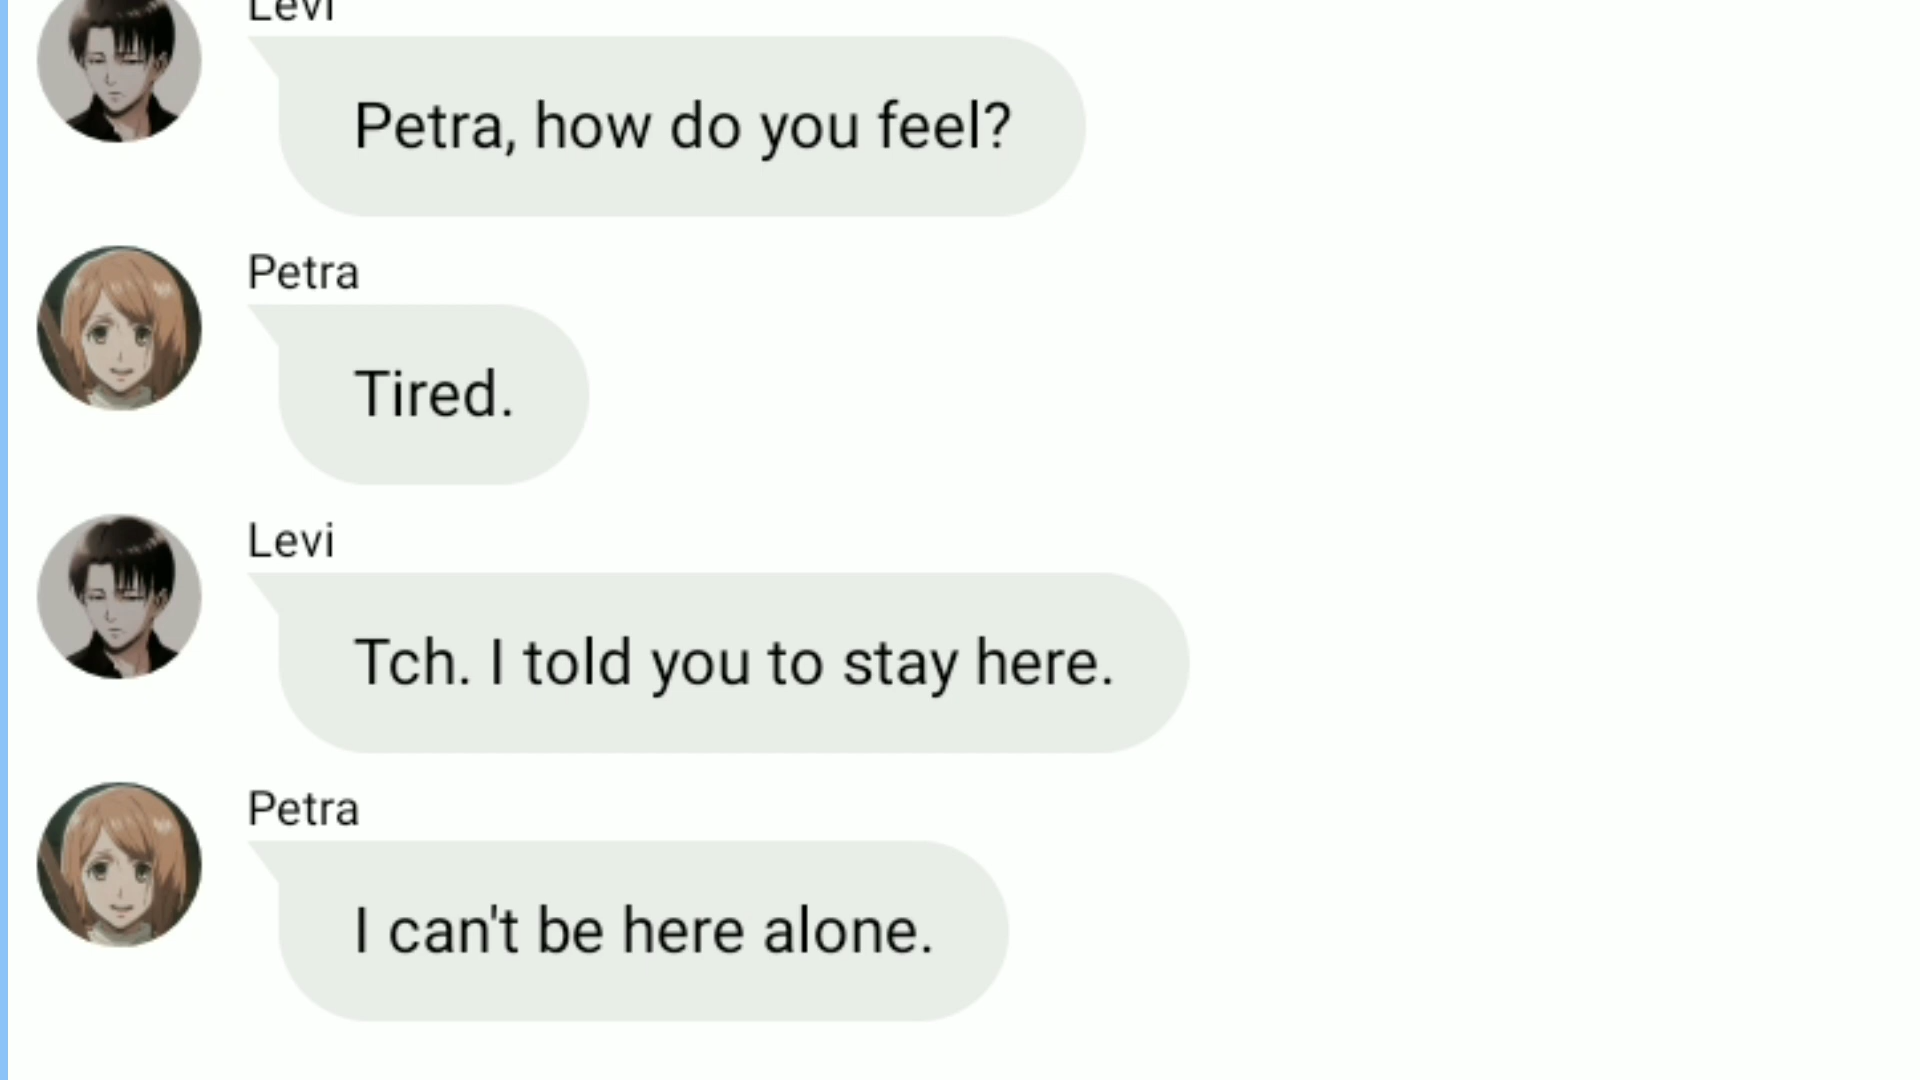 Levi
Petra, how do you feel?
Petra
Tired.
Levi
Tch. I told you to stay here.
Petra
I can't be here alone.